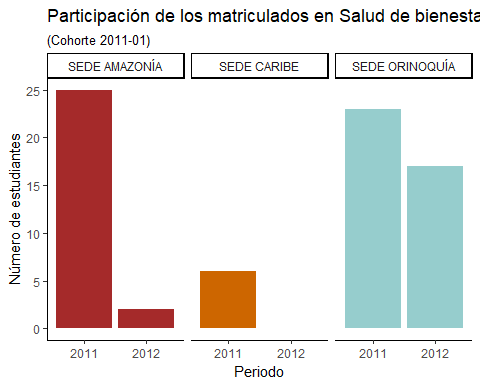 Participación de los matriculados en Salud de bienesta
(Cohorte 2011-01)
SEDE AMAZONÍA SEDE CARIBE SEDE ORINOQUÍA
Número de estudiantes
25
20
15
10
5
0
2011 2012 2011 2012 2011 2012
Periodo